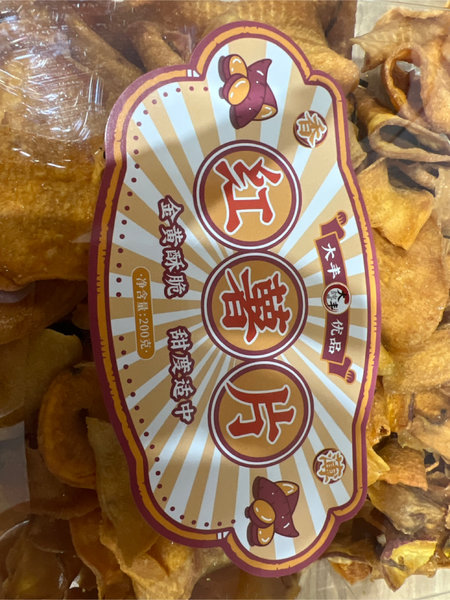 大丰
优品
香
薄
红薯片
金黄酥脆 甜度适中
·净含量:200克·